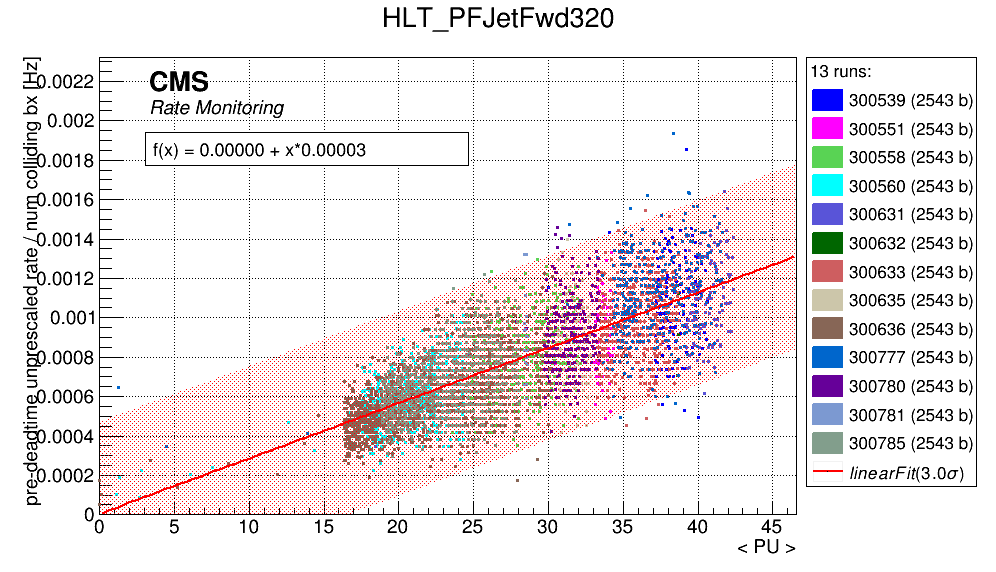 HLT_PFJetFwd320
pre-deadtime unprescaled rate / num colliding bx [Hz]
CMS
Rate Monitoring
f(x) = 0.00000 + x*0.00003
0.0022
0.002
0.0018
0.0016
0.0014
0.0012
0.001
0.0008
0.0006
0.0004
0.0002
0
0 5 10 15 20 25 30 35 40 45
< PU >
13 runs:
300539 (2543 b)
300551 (2543 b)
300558 (2543 b)
300560 (2543 b)
300631 (2543 b)
300632 (2543 b)
300633 (2543 b)
300635 (2543 b)
300636 (2543 b)
300777 (2543 b)
300780 (2543 b)
300781 (2543 b)
300785 (2543 b)
linearFit(3.0σ)